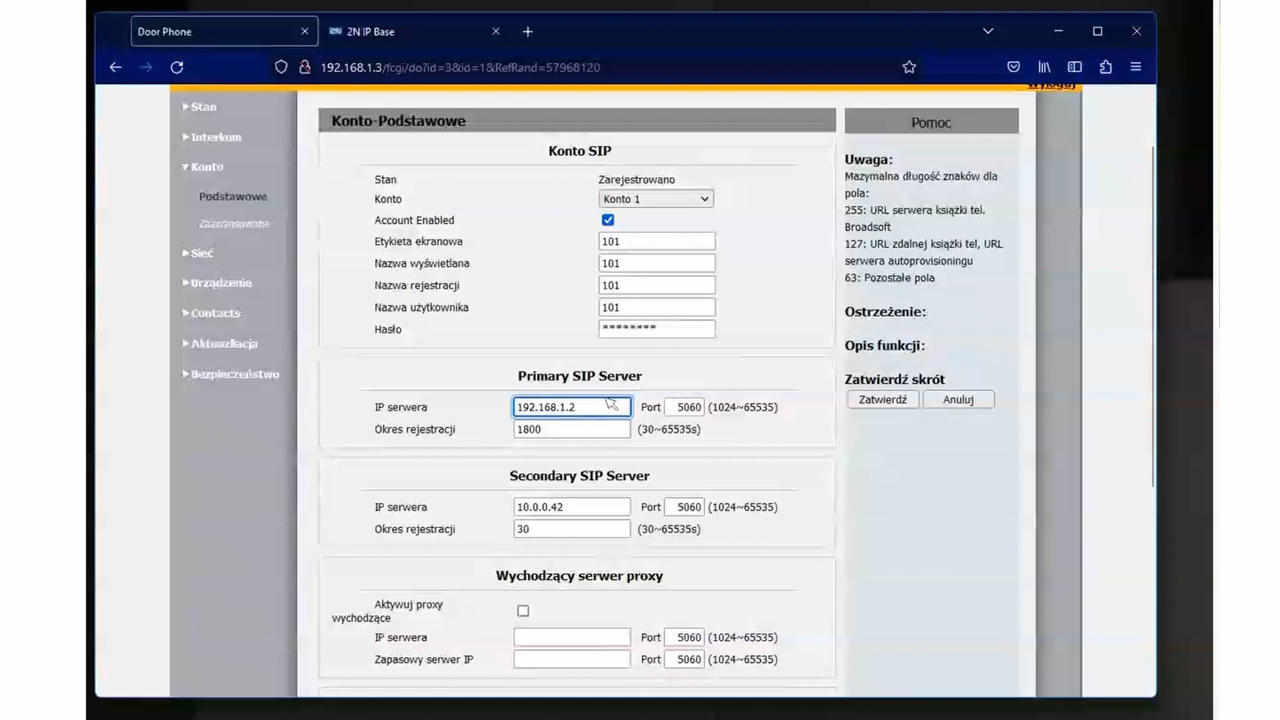 Door Phone
2N IP Base
192.168.1.3/fcgi/do?id=3&id=1&RefRand=57968120
Wyloguj
Stan
Interkom
Konto
Podstawowe
Zaawansowane
Sieć
Urządzenie
Contacts
Aktualizacja
Bezpieczeństwo
Konto-Podstawowe
Konto SIP
Stan Zarejestrowano
Konto Konto 1
Account Enabled
Etykieta ekranowa 101
Nazwa wyświetlana 101
Nazwa rejestracji 101
Nazwa użytkownika 101
Hasło ********
Primary SIP Server
IP serwera 192.168.1.2 Port 5060 (1024~65535)
Okres rejestracji 1800 (30~65535s)
Secondary SIP Server
IP serwera 10.0.0.42 Port 5060 (1024~65535)
Okres rejestracji 30 (30~65535s)
Wychodzący serwer proxy
Aktywuj proxy
wychodzące
IP serwera Port 5060 (1024~65535)
Zapasowy serwer IP Port 5060 (1024~65535)
Pomoc
Uwaga:
Mazymalna długość znaków dla
pola:
255: URL serwera książki tel.
Broadsoft
127: URL zdalnej książki tel, URL
serwera autoprovisioningu
63: Pozostałe pola
Ostrzeżenie:
Opis funkcji:
Zatwierdź skrót
Zatwierdź Anuluj